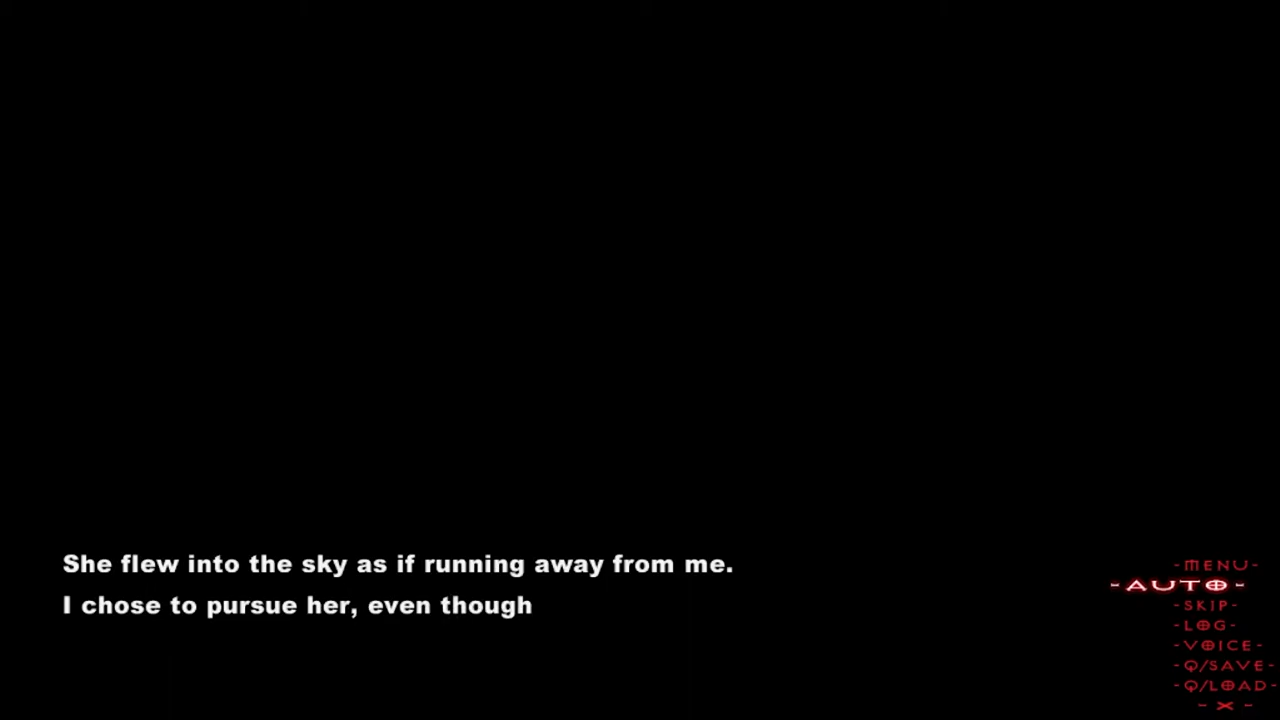 She flew into the sky as if running away from me.
I chose to pursue her, even though
-MENU-
-AUTO-
-SKIP-
-LOG-
-VOICE-
-Q/SAVE-
-Q/LOAD-
-X-